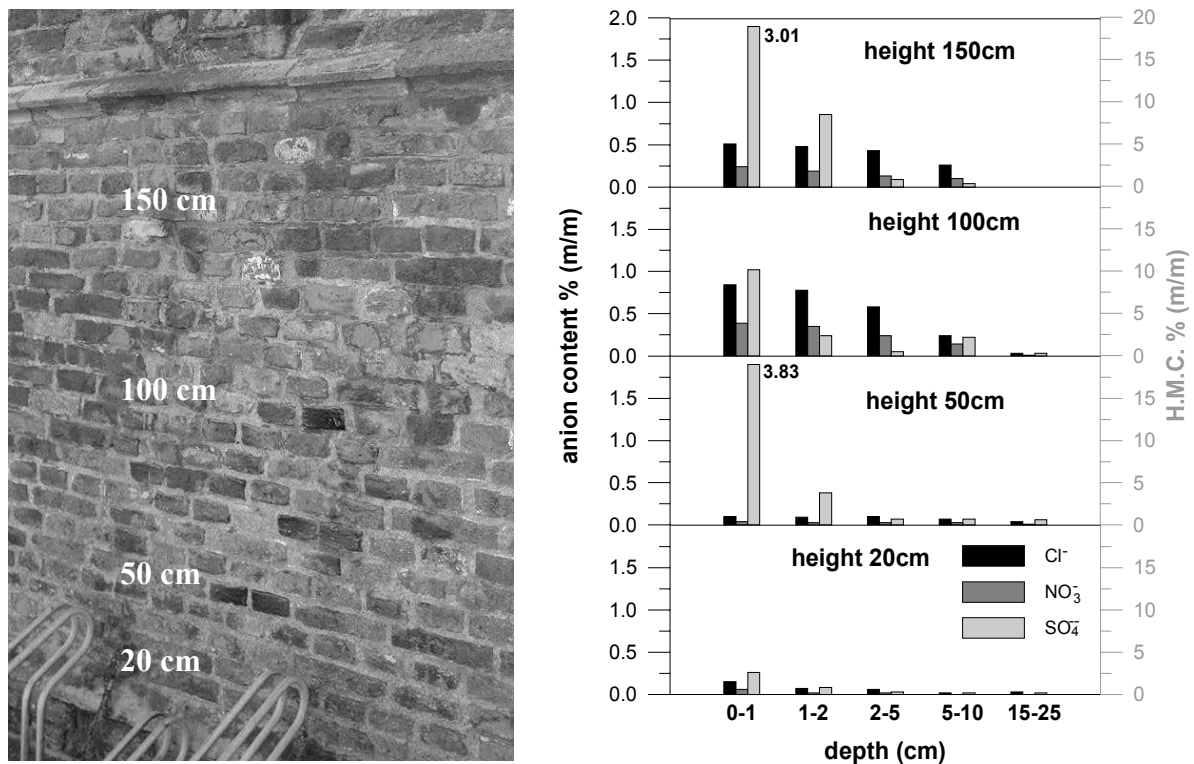 150 cm
100 cm
50 cm
20 cm
anion content % (m/m)
2.0
1.5
1.0
0.5
0.0
1.5
1.0
0.5
0.0
1.5
1.0
0.5
0.0
1.5
1.0
0.5
0.0
height 150cm
3.01
height 100cm
height 50cm
3.83
height 20cm
Cl⁻
NO₃⁻
SO₄⁻⁻
20
15
10
5
0
15
10
5
0
15
10
5
0
15
10
5
0
H.M.C. % (m/m)
0-1 1-2 2-5 5-10 15-25
depth (cm)